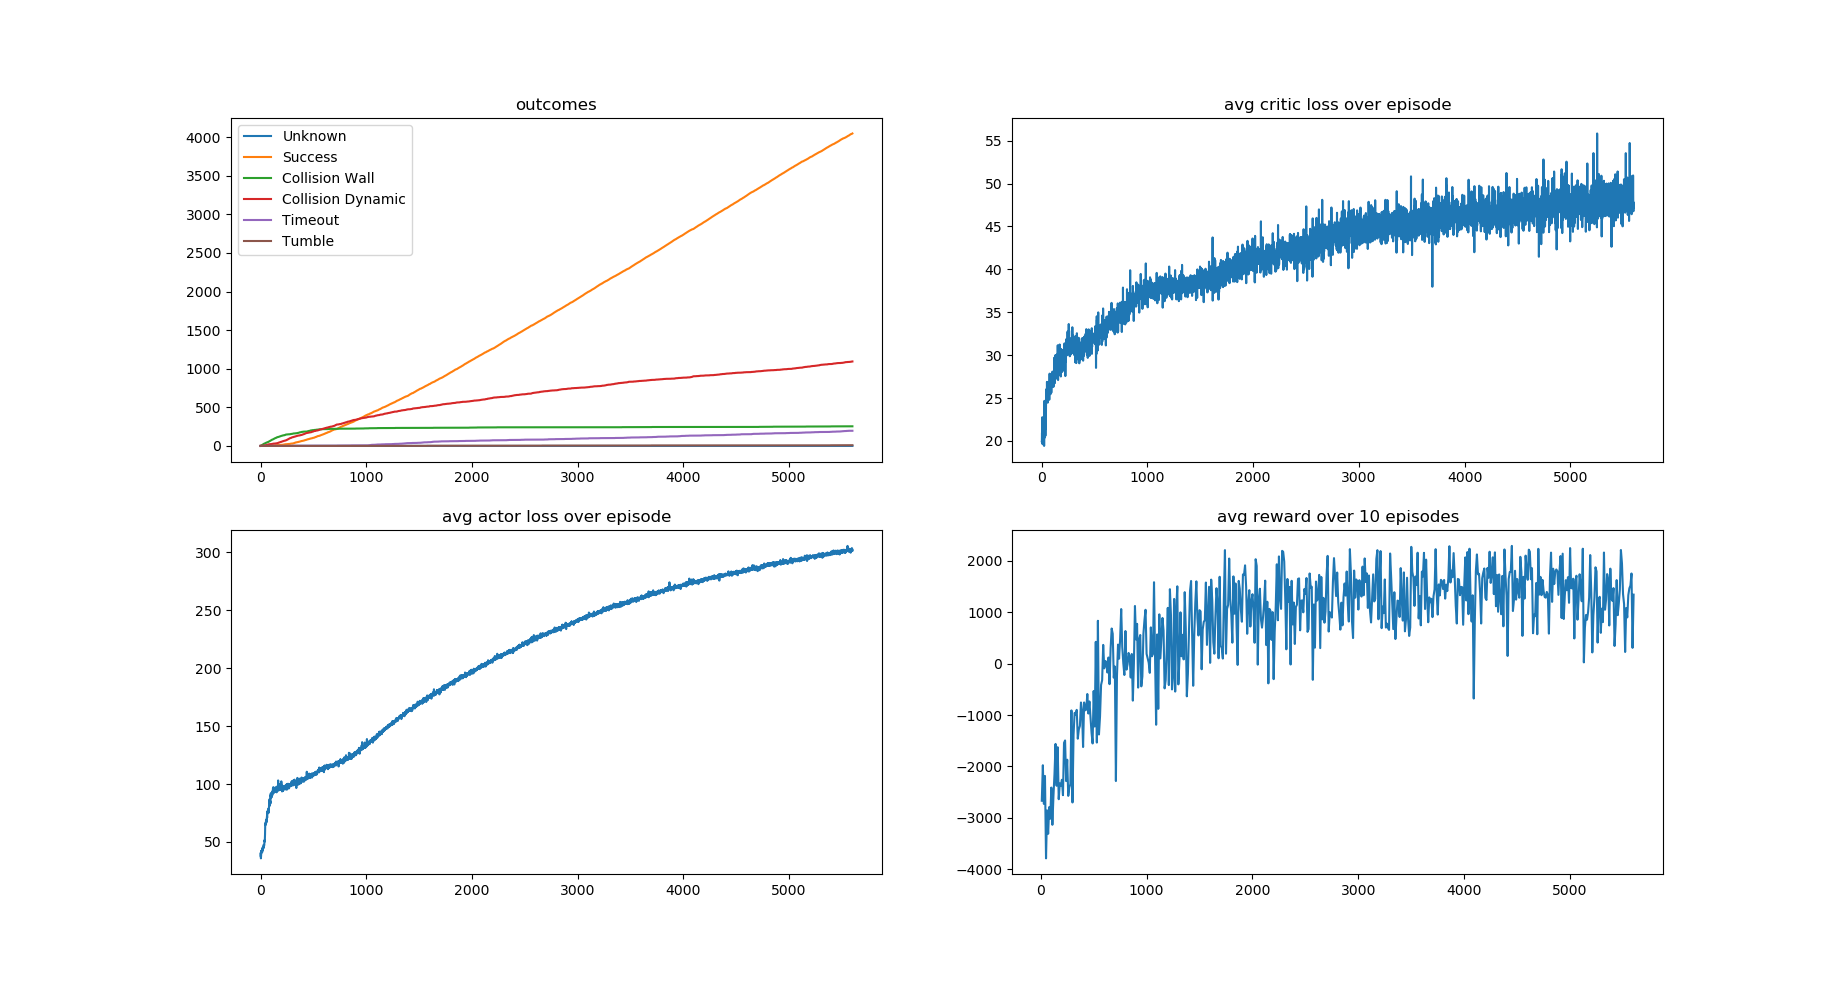 outcomes
4000
3500
3000
2500
2000
1500
1000
500
0
Unknown
Success
Collision Wall
Collision Dynamic
Timeout
Tumble
0 1000 2000 3000 4000 5000
avg critic loss over episode
55
50
45
40
35
30
25
20
0 1000 2000 3000 4000 5000
avg actor loss over episode
300
250
200
150
100
50
0 1000 2000 3000 4000 5000
avg reward over 10 episodes
2000
1000
0
−1000
−2000
−3000
−4000
0 1000 2000 3000 4000 5000